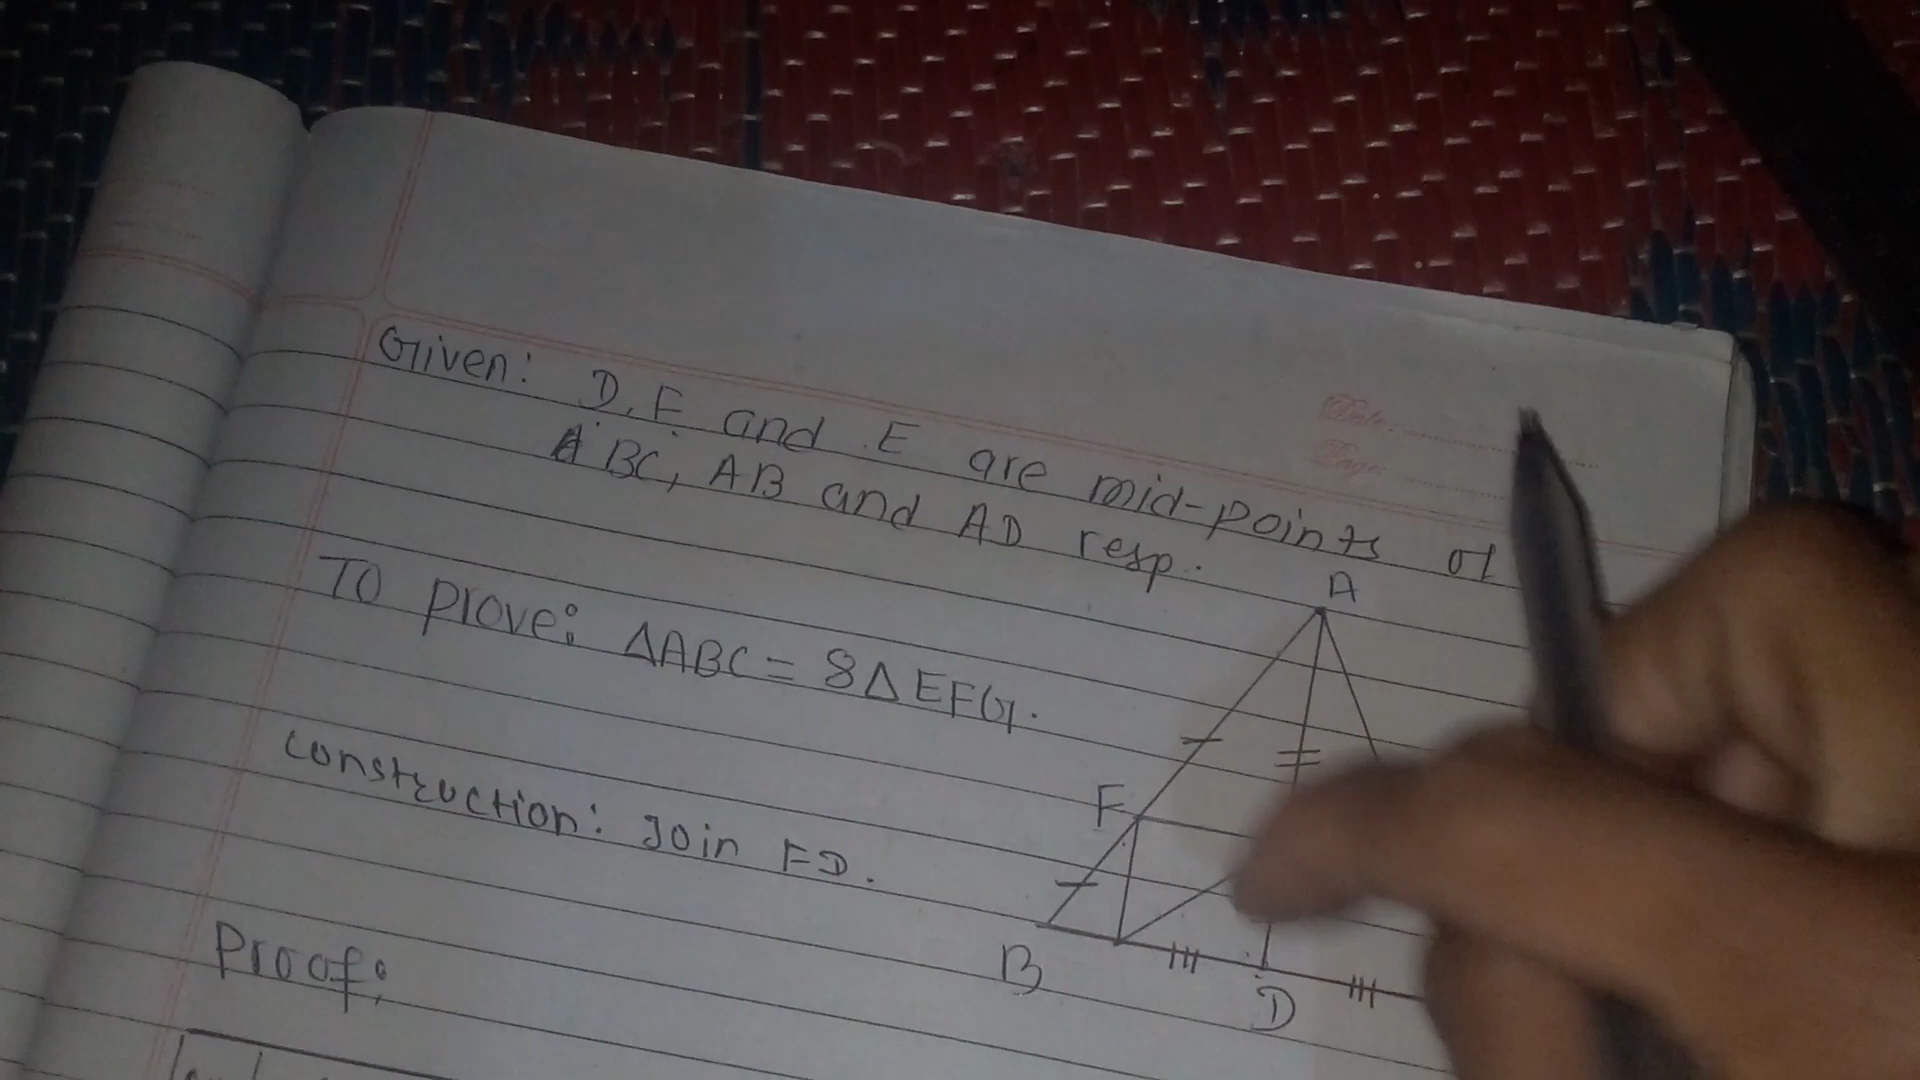 Given: D, F and E are mid-points of
BC, AB and AD resp.
To prove: ΔABC = 8ΔEFG.
construction: Join FD.
Proof:
A
F
B
D
Date
Page